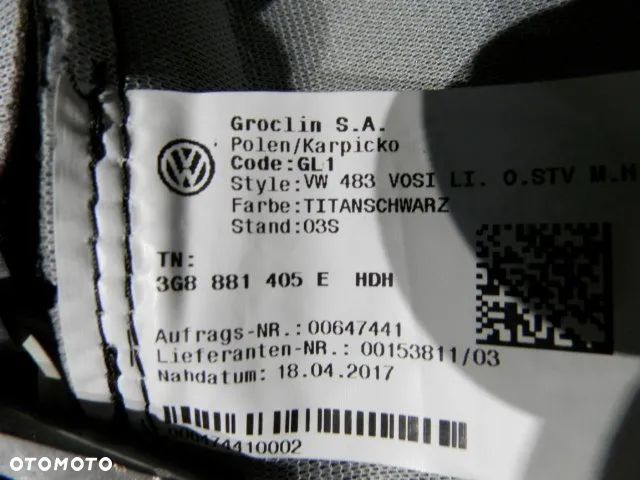 Groclin S.A.
Polen/Karpicko
Code:GL1
Style:VW 483 VOSI LI. O.STV M.H
Farbe:TITANSCHWARZ
Stand:03S
TN:
3G8 881 405 E HDH
Aufrags-NR.:00647441
Lieferanten-NR.: 00153811/03
Nahdatum: 18.04.2017
000474410002
OTOMOTO